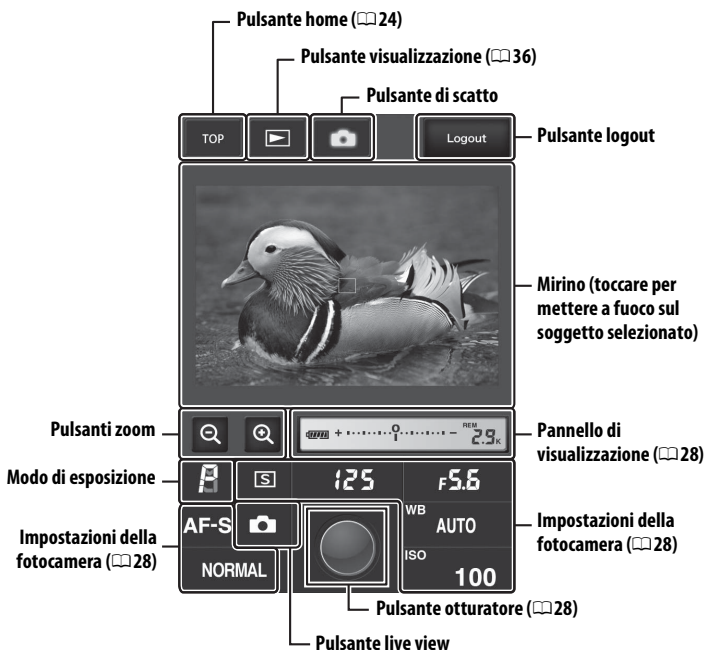 Pulsante home (24)
Pulsante visualizzazione (36)
Pulsante di scatto
TOP
Logout
Pulsante logout
Mirino (toccare per
mettere a fuoco sul
soggetto selezionato)
Pulsanti zoom
+ 0 −
REM
2.9K
Pannello di
visualizzazione (28)
Modo di esposizione
P
S
125
F5.6
Impostazioni della
fotocamera (28)
AF-S
WB
AUTO
Impostazioni della
fotocamera (28)
NORMAL
ISO
100
Pulsante otturatore (28)
Pulsante live view